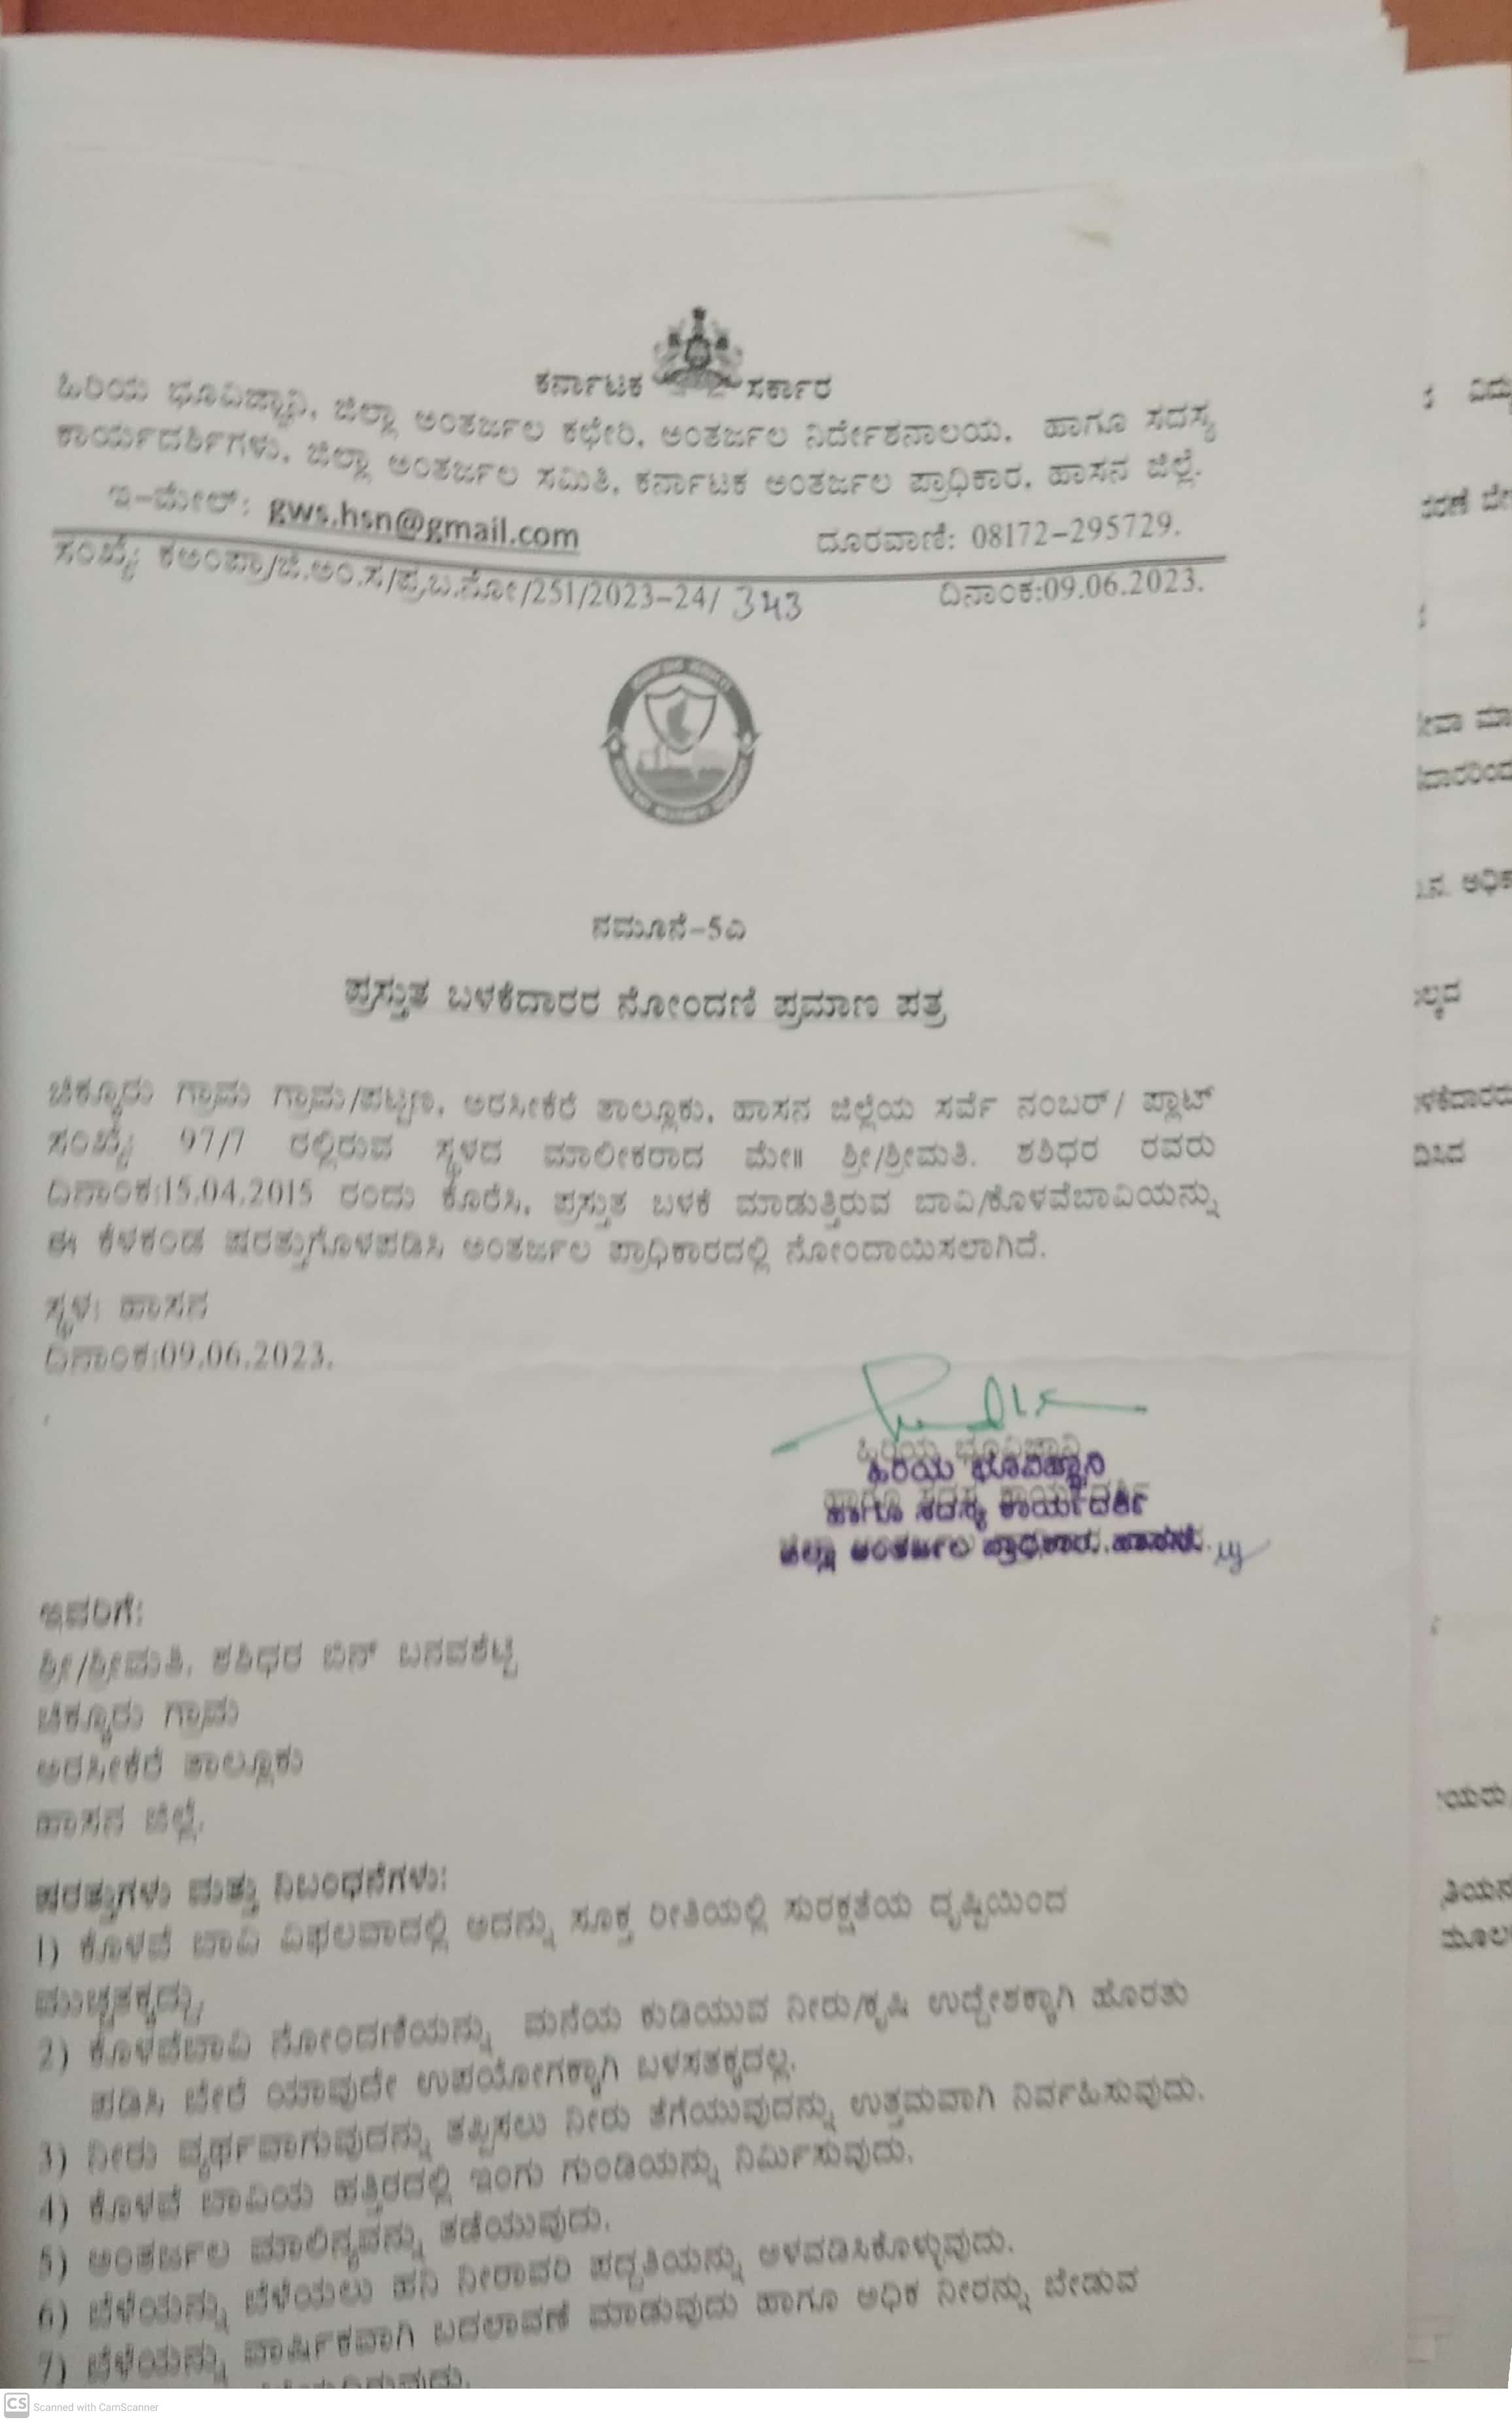 ಕರ್ನಾಟಕ ಸರ್ಕಾರ
ಹಿರಿಯ ಭೂವಿಜ್ಞಾನಿ, ಜಿಲ್ಲಾ ಅಂತರ್ಜಲ ಕಛೇರಿ, ಅಂತರ್ಜಲ ನಿರ್ದೇಶನಾಲಯ, ಹಾಗೂ ಸದಸ್ಯ
ಕಾರ್ಯದರ್ಶಿಗಳು, ಜಿಲ್ಲಾ ಅಂತರ್ಜಲ ಸಮಿತಿ, ಕರ್ನಾಟಕ ಅಂತರ್ಜಲ ಪ್ರಾಧಿಕಾರ, ಹಾಸನ ಜಿಲ್ಲೆ.
ಇ-ಮೇಲ್: gws.hsn@gmail.com ದೂರವಾಣಿ: 08172-295729.
ಸಂಖ್ಯೆ: ಕಅಂಪ್ರಾ/ಜಿ.ಅಂ.ಸ/ಪ್ರ.ಬ.ನೋ/251/2023-24/ 343 ದಿನಾಂಕ:09.06.2023.
ನಮೂನೆ-5ಎ
ಪ್ರಸ್ತುತ ಬಳಕೆದಾರರ ನೋಂದಣಿ ಪ್ರಮಾಣ ಪತ್ರ
ಚಿಕ್ಕೂರು ಗ್ರಾಮ ಗ್ರಾಮ/ಪಟ್ಟಣ, ಅರಸೀಕೆರೆ ತಾಲ್ಲೂಕು, ಹಾಸನ ಜಿಲ್ಲೆಯ ಸರ್ವೆ ನಂಬರ್/ ಪ್ಲಾಟ್
ಸಂಖ್ಯೆ 97/7 ರಲ್ಲಿರುವ ಸ್ಥಳದ ಮಾಲೀಕರಾದ ಮೇ॥ ಶ್ರೀ/ಶ್ರೀಮತಿ. ಶಶಿಧರ ರವರು
ದಿನಾಂಕ:15.04.2015 ರಂದು ಕೊರೆಸಿ, ಪ್ರಸ್ತುತ ಬಳಕೆ ಮಾಡುತ್ತಿರುವ ಬಾವಿ/ಕೊಳವೆಬಾವಿಯನ್ನು
ಈ ಕೆಳಕಂಡ ಷರತ್ತುಗೊಳಪಡಿಸಿ ಅಂತರ್ಜಲ ಪ್ರಾಧಿಕಾರದಲ್ಲಿ ನೋಂದಾಯಿಸಲಾಗಿದೆ.
ಸ್ಥಳ: ಹಾಸನ
ದಿನಾಂಕ:09.06.2023.
ಹಿರಿಯ ಭೂವಿಜ್ಞಾನಿ
ಹಾಗೂ ಸದಸ್ಯ ಕಾರ್ಯದರ್ಶಿ
ಜಿಲ್ಲಾ ಅಂತರ್ಜಲ ಪ್ರಾಧಿಕಾರ, ಹಾಸನ.
ಇವರಿಗೆ:
ಶ್ರೀ/ಶ್ರೀಮತಿ. ಶಶಿಧರ ಬಿನ್ ಬಸವಶೆಟ್ಟಿ
ಚಿಕ್ಕೂರು ಗ್ರಾಮ
ಅರಸೀಕೆರೆ ತಾಲ್ಲೂಕು
ಹಾಸನ ಜಿಲ್ಲೆ.
ಷರತ್ತುಗಳು ಮತ್ತು ನಿಬಂಧನೆಗಳು:
1) ಕೊಳವೆ ಬಾವಿ ವಿಫಲವಾದಲ್ಲಿ ಅದನ್ನು ಸೂಕ್ತ ರೀತಿಯಲ್ಲಿ ಸುರಕ್ಷತೆಯ ದೃಷ್ಟಿಯಿಂದ
ಮುಚ್ಚತಕ್ಕದ್ದು.
2) ಕೊಳವೆಬಾವಿ ನೋಂದಣಿಯನ್ನು ಮನೆಯ ಕುಡಿಯುವ ನೀರು/ಕೃಷಿ ಉದ್ದೇಶಕ್ಕಾಗಿ ಹೊರತು
ಪಡಿಸಿ ಬೇರೆ ಯಾವುದೇ ಉಪಯೋಗಕ್ಕಾಗಿ ಬಳಸತಕ್ಕದಲ್ಲ.
3) ನೀರು ವ್ಯರ್ಥವಾಗುವುದನ್ನು ತಪ್ಪಿಸಲು ನೀರು ತೆಗೆಯುವುದನ್ನು ಉತ್ತಮವಾಗಿ ನಿರ್ವಹಿಸುವುದು.
4) ಕೊಳವೆ ಬಾವಿಯ ಹತ್ತಿರದಲ್ಲಿ ಇಂಗು ಗುಂಡಿಯನ್ನು ನಿರ್ಮಿಸುವುದು.
5) ಅಂತರ್ಜಲ ಮಾಲಿನ್ಯವನ್ನು ತಡೆಯುವುದು.
6) ಬೆಳೆಯನ್ನು ಬೆಳೆಯಲು ಹನಿ ನೀರಾವರಿ ಪದ್ಧತಿಯನ್ನು ಅಳವಡಿಸಿಕೊಳ್ಳುವುದು.
7) ಬೆಳೆಯನ್ನು ವಾರ್ಷಿಕವಾಗಿ ಬದಲಾವಣೆ ಮಾಡುವುದು ಹಾಗೂ ಅಧಿಕ ನೀರನ್ನು ಬೇಡುವ
CS Scanned with CamScanner